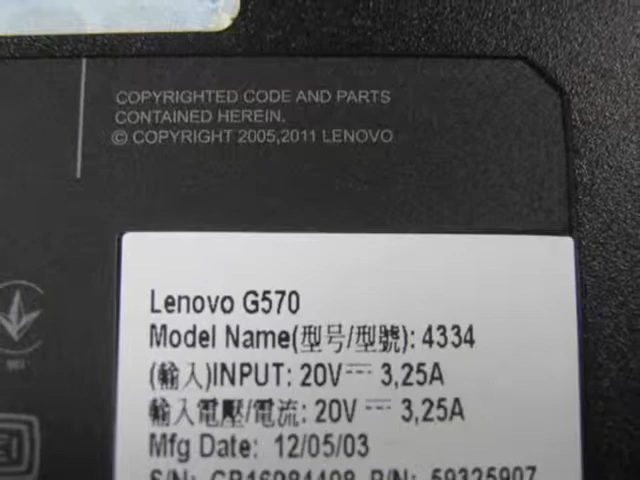 COPYRIGHTED CODE AND PARTS
CONTAINED HEREIN.
© COPYRIGHT 2005,2011 LENOVO
Lenovo G570
Model Name(型号/型號): 4334
(輸入)INPUT: 20V⎓ 3,25A
輸入電壓/電流: 20V⎓ 3,25A
Mfg Date: 12/05/03
S/N: CB16984408 P/N: 59325907